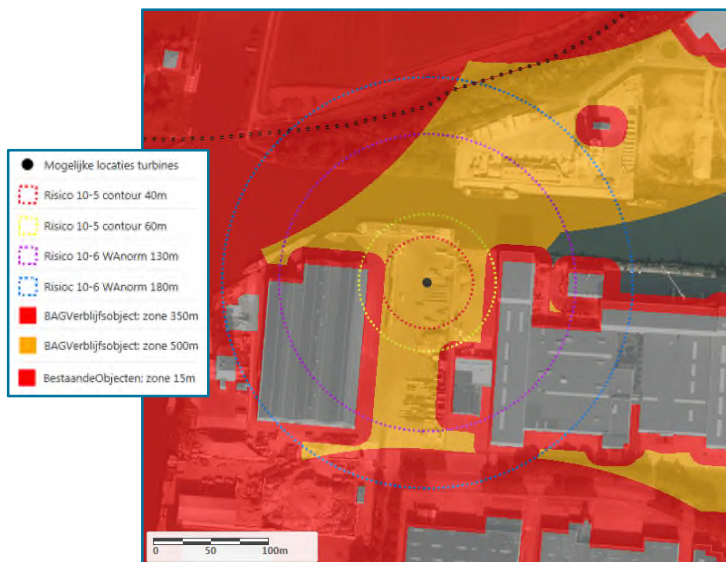 Mogelijke locaties turbines
Risico 10-5 contour 40m
Risico 10-5 contour 60m
Risico 10-6 WAnorm 130m
Risioc 10-6 WAnorm 180m
BAGVerblijfsobject: zone 350m
BAGVerblijfsobject: zone 500m
BestaandeObjecten; zone 15m
0 50 100m